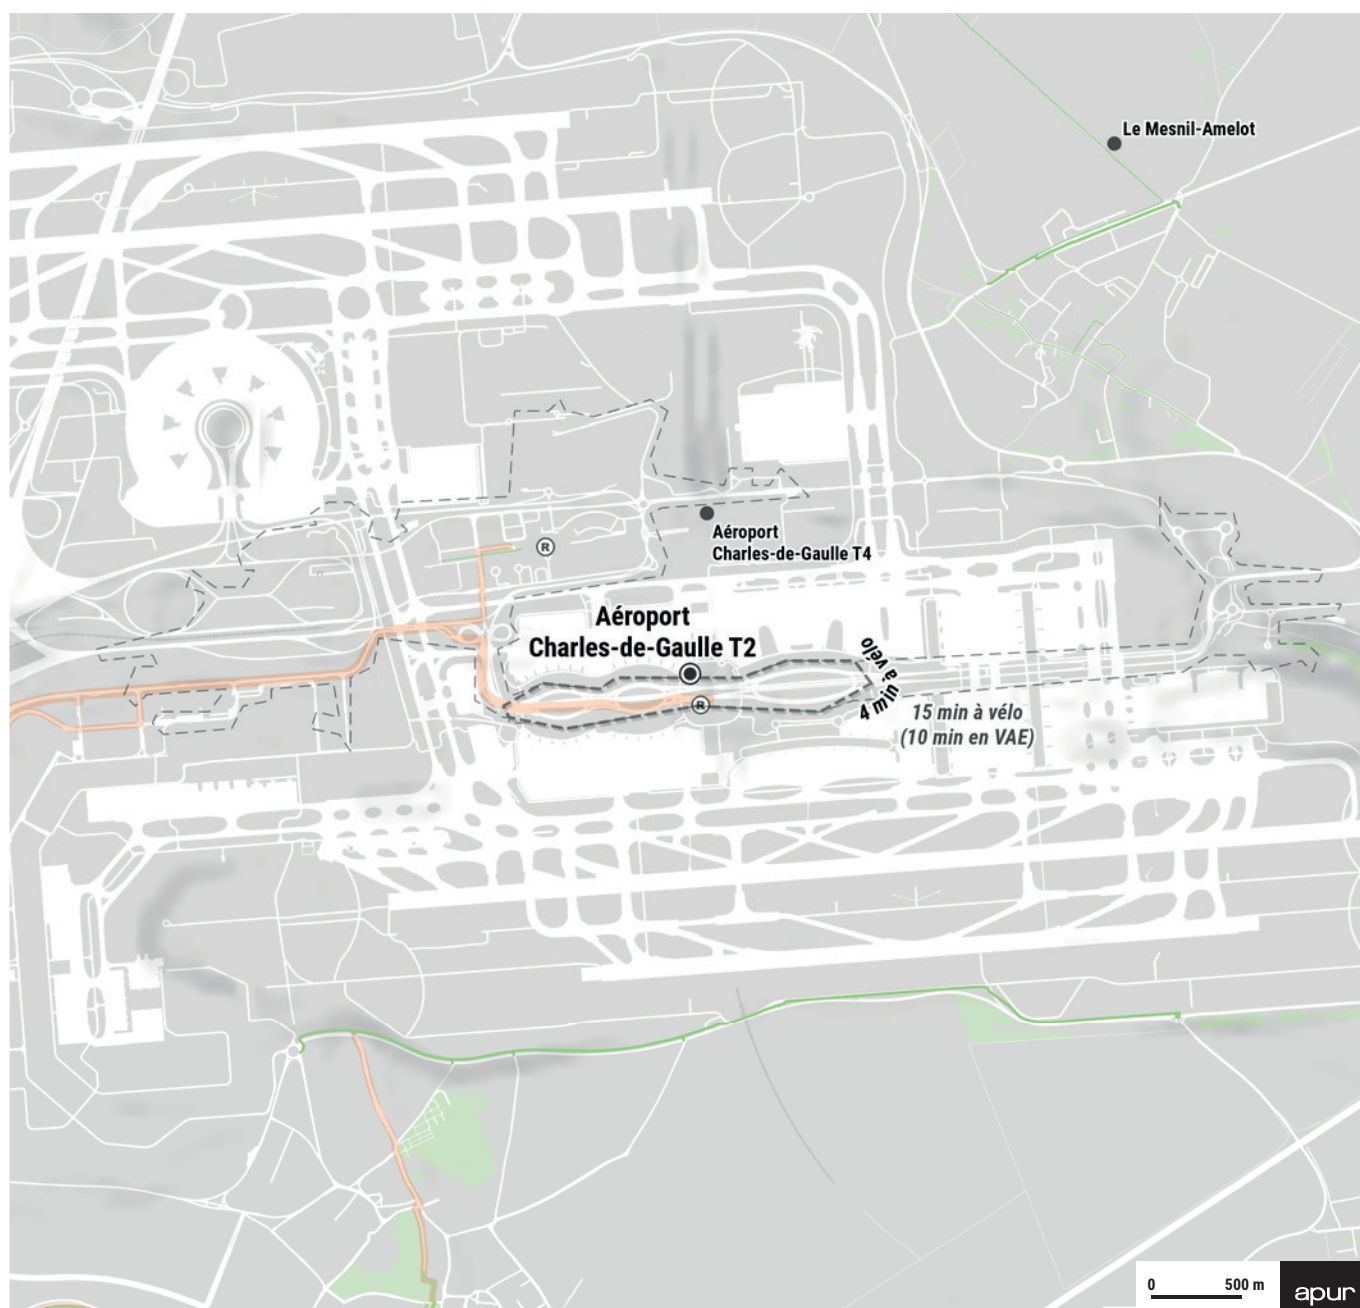 Le Mesnil-Amelot
R
Aéroport
Charles-de-Gaulle T4
Aéroport
Charles-de-Gaulle T2
4 min à vélo
R
15 min à vélo
(10 min en VAE)
0 500 m
apur